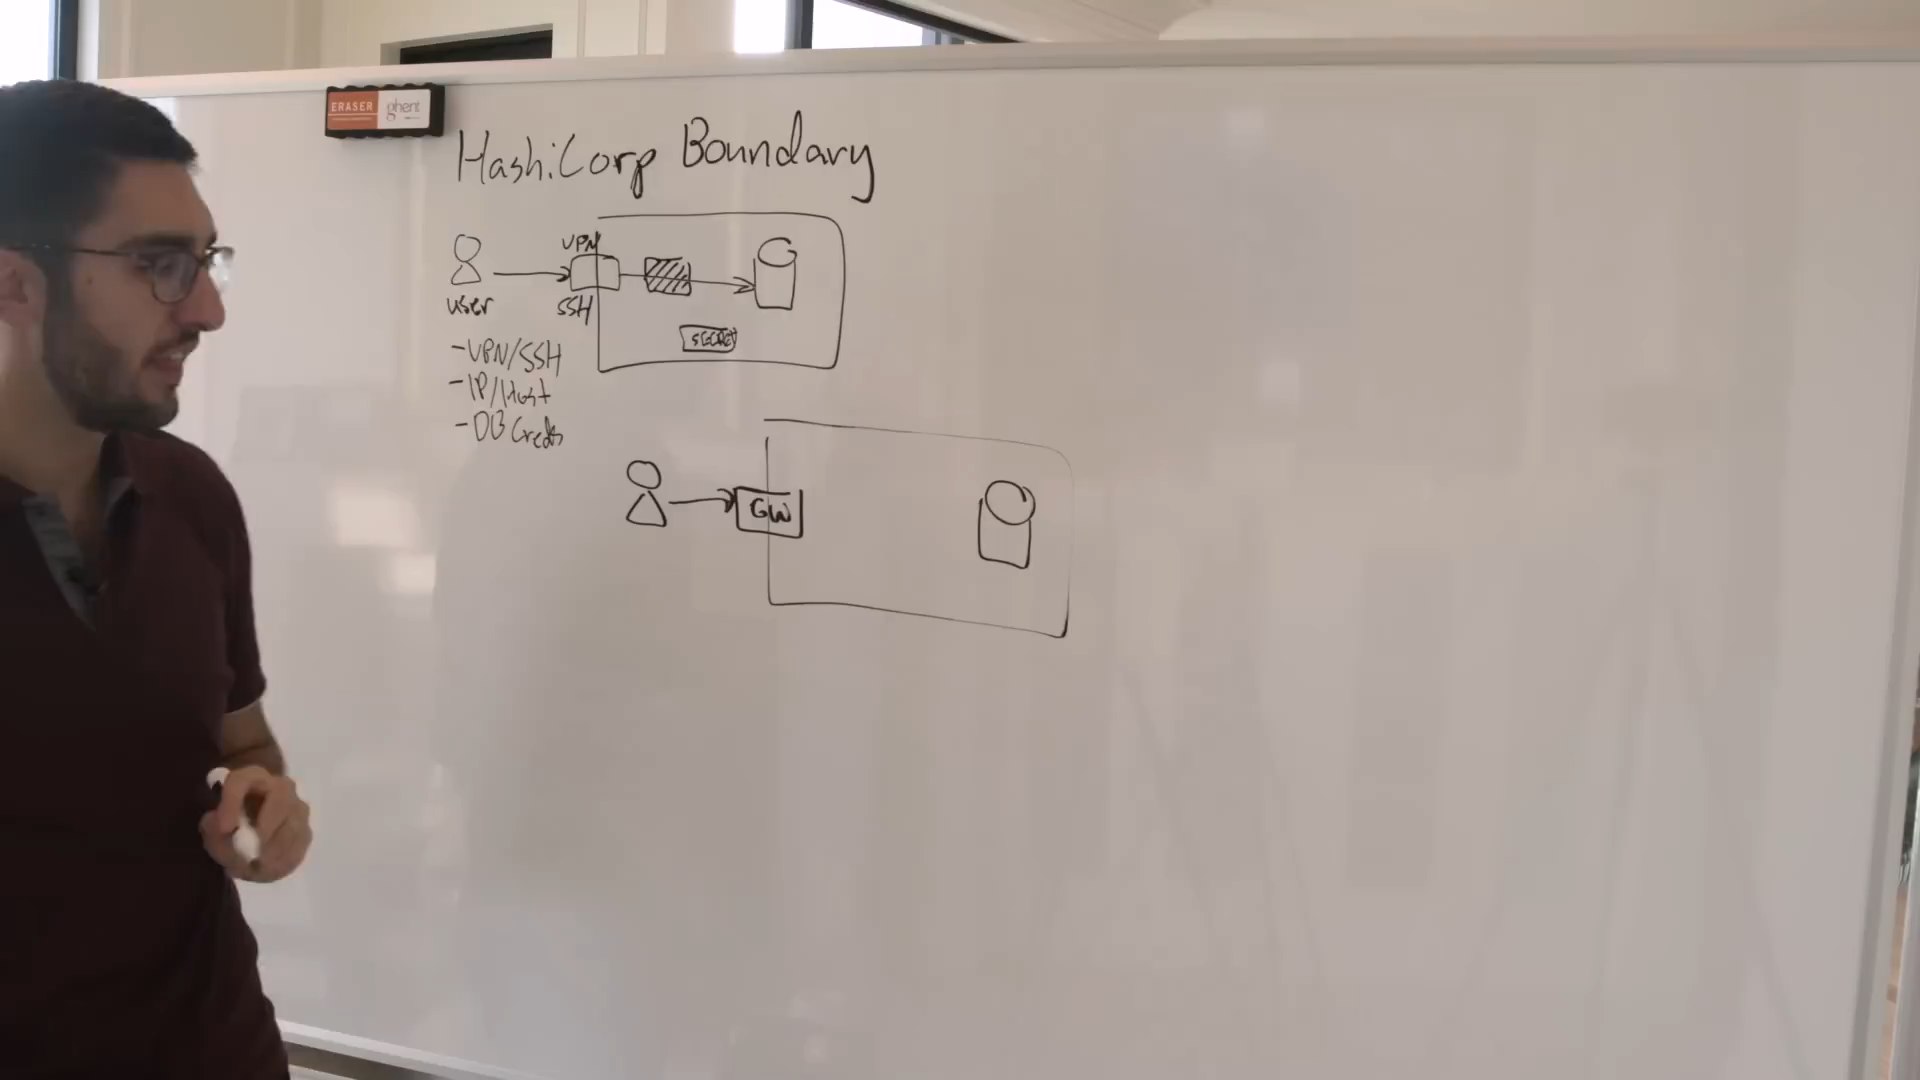 ERASER ghent
HashiCorp Boundary
VPN
user
SSH
SECRET
-VPN/SSH
-IP/Host
-DB Creds
GW